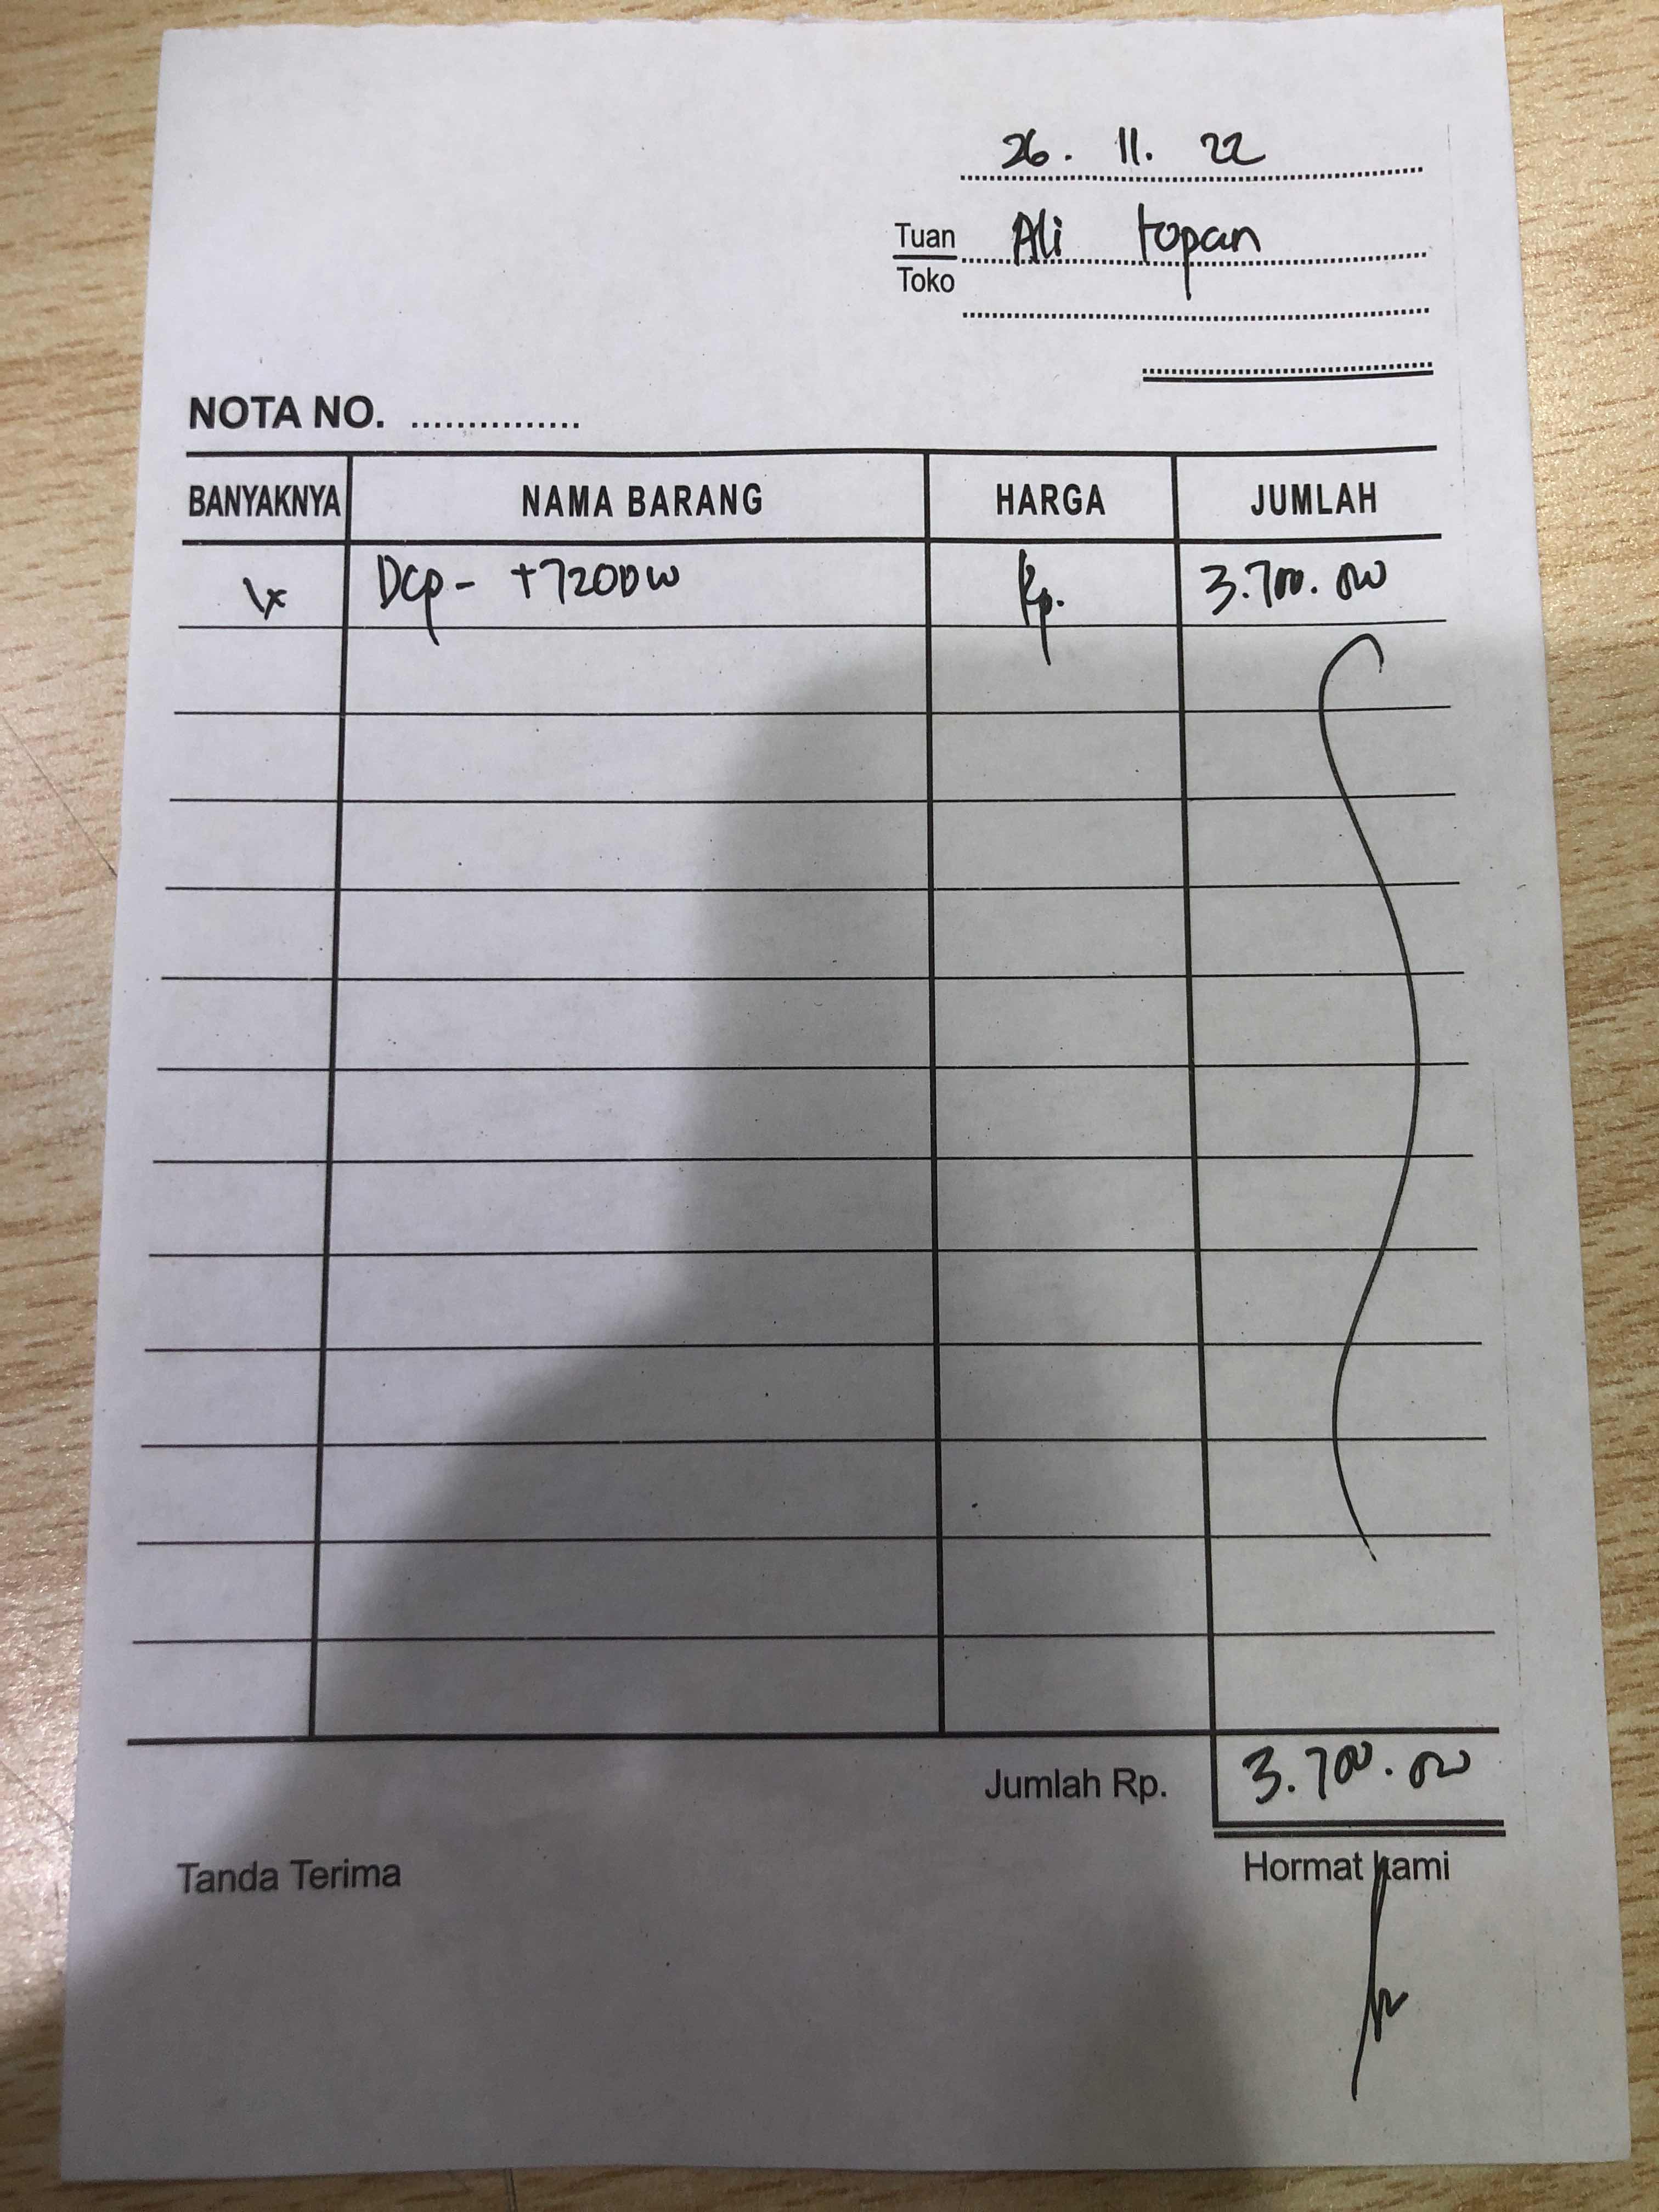 26. 11. 22
Tuan Ali topan
Toko
NOTA NO. ...............
BANYAKNYA NAMA BARANG HARGA JUMLAH
1x Dcp- t7200w Rp. 3.700.000
Jumlah Rp. 3.700.000
Tanda Terima Hormat kami